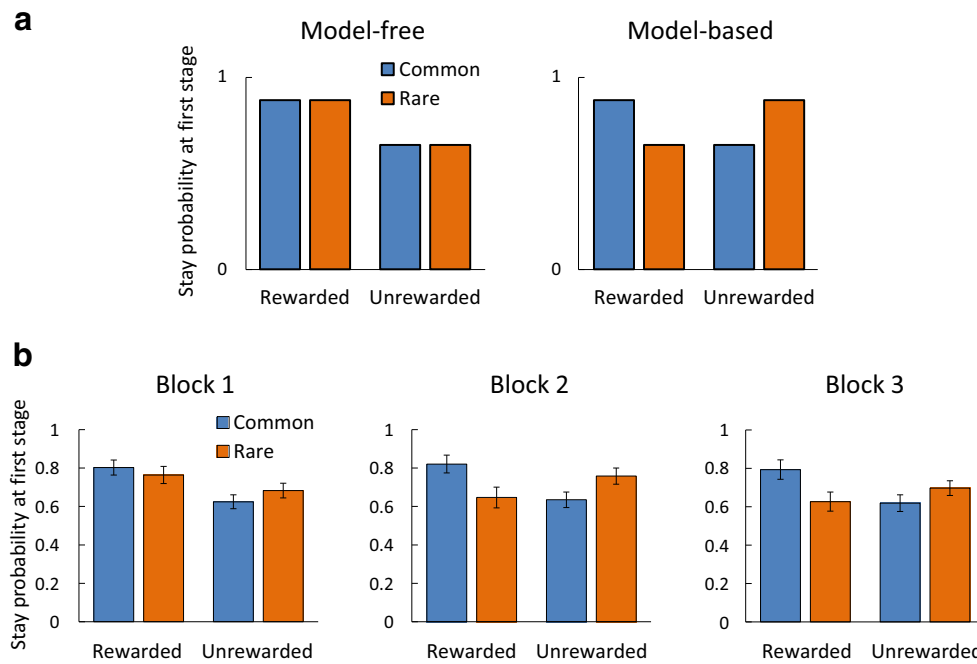 a
Model-free
Model-based
Stay probability at first stage
1
0
Common
Rare
Rewarded
Unrewarded
1
0
Rewarded
Unrewarded
b
Block 1
Block 2
Block 3
Stay probability at first stage
1
0.8
0.6
0.4
0.2
0
Common
Rare
Rewarded
Unrewarded
1
0.8
0.6
0.4
0.2
0
Rewarded
Unrewarded
1
0.8
0.6
0.4
0.2
0
Rewarded
Unrewarded